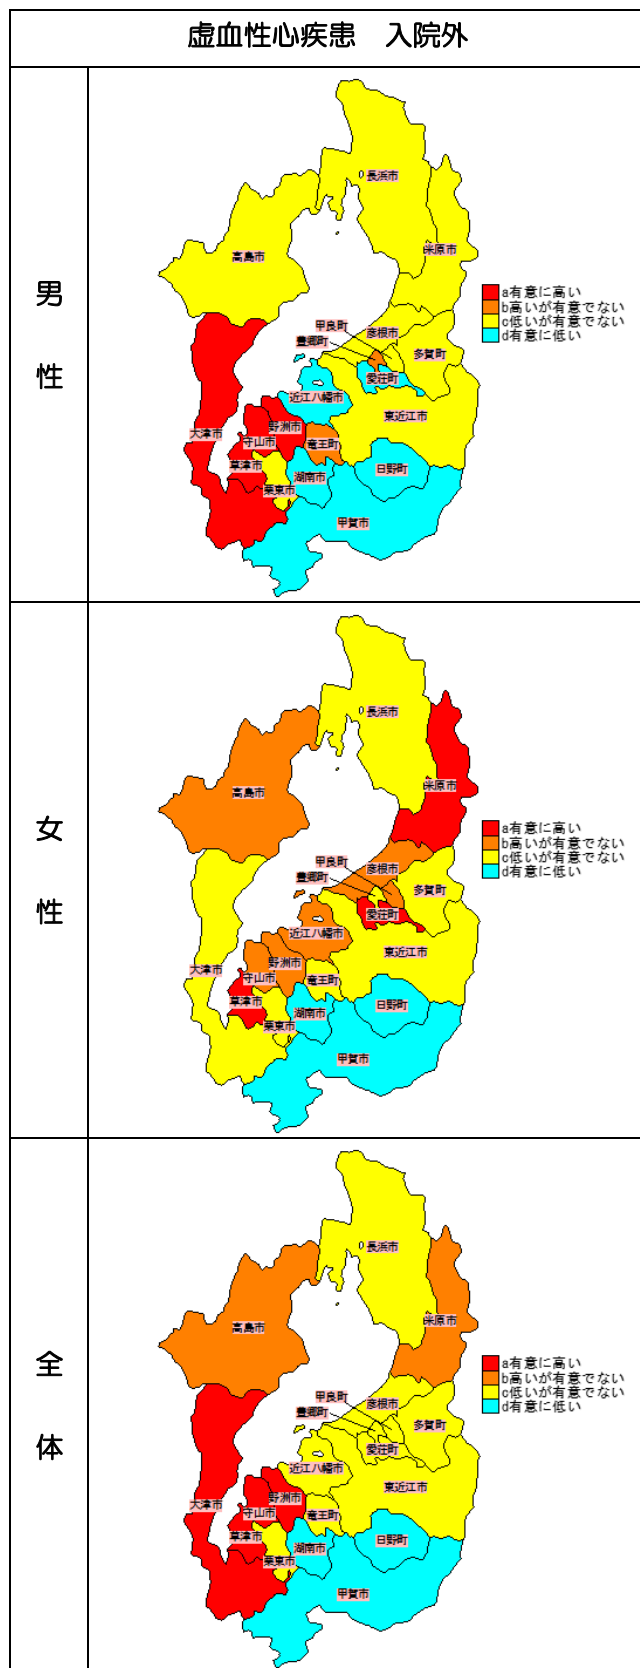 虚血性心疾患　入院外
男性
長浜市
高島市
米原市
a有意に高い
b高いが有意でない
c低いが有意でない
d有意に低い
甲良町
彦根市
豊郷町
多賀町
愛荘町
近江八幡市
東近江市
大津市
野洲市
守山市
竜王町
草津市
日野町
湖南市
栗東市
甲賀市
女性
長浜市
高島市
米原市
a有意に高い
b高いが有意でない
c低いが有意でない
d有意に低い
甲良町
彦根市
豊郷町
多賀町
愛荘町
近江八幡市
東近江市
大津市
野洲市
守山市
竜王町
草津市
日野町
湖南市
栗東市
甲賀市
全体
長浜市
高島市
米原市
a有意に高い
b高いが有意でない
c低いが有意でない
d有意に低い
甲良町
彦根市
豊郷町
多賀町
愛荘町
近江八幡市
東近江市
大津市
野洲市
守山市
竜王町
草津市
日野町
湖南市
栗東市
甲賀市